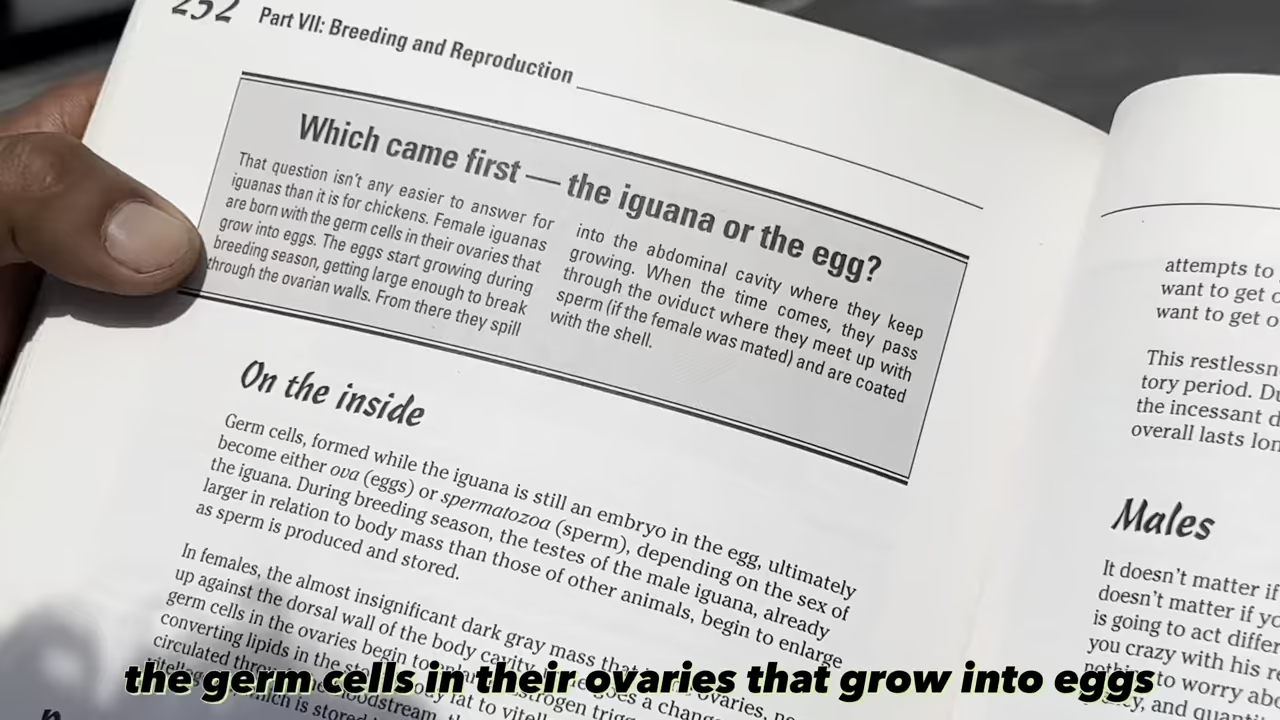 252 Part VII: Breeding and Reproduction
Which came first — the iguana or the egg?
That question isn't any easier to answer for
iguanas than it is for chickens. Female iguanas
are born with the germ cells in their ovaries that
grow into eggs. The eggs start growing during
breeding season, getting large enough to break
through the ovarian walls. From there they spill
into the abdominal cavity where they keep
growing. When the time comes, they pass
through the oviduct where they meet up with
sperm (if the female was mated) and are coated
with the shell.
On the inside
Germ cells, formed while the iguana is still an embryo in the egg, ultimately
become either ova (eggs) or spermatozoa (sperm), depending on the sex of
the iguana. During breeding season, the testes of the male iguana, already
larger in relation to body mass than those of other animals, begin to enlarge
as sperm is produced and stored.
In females, the almost insignificant dark gray mass
up against the dorsal wall of the body cavity
germ cells in the ovaries begin to
converting lipids in the
circulated
which is stored
attempts to
want to get
want to get o
This restlessn
tory period. Du
the incessant d
overall lasts lon
Males
It doesn't matter if
doesn't matter if yo
is going to act differ
you crazy with his r
to worry abo
and quanti
the germ cells in their ovaries that grow into eggs